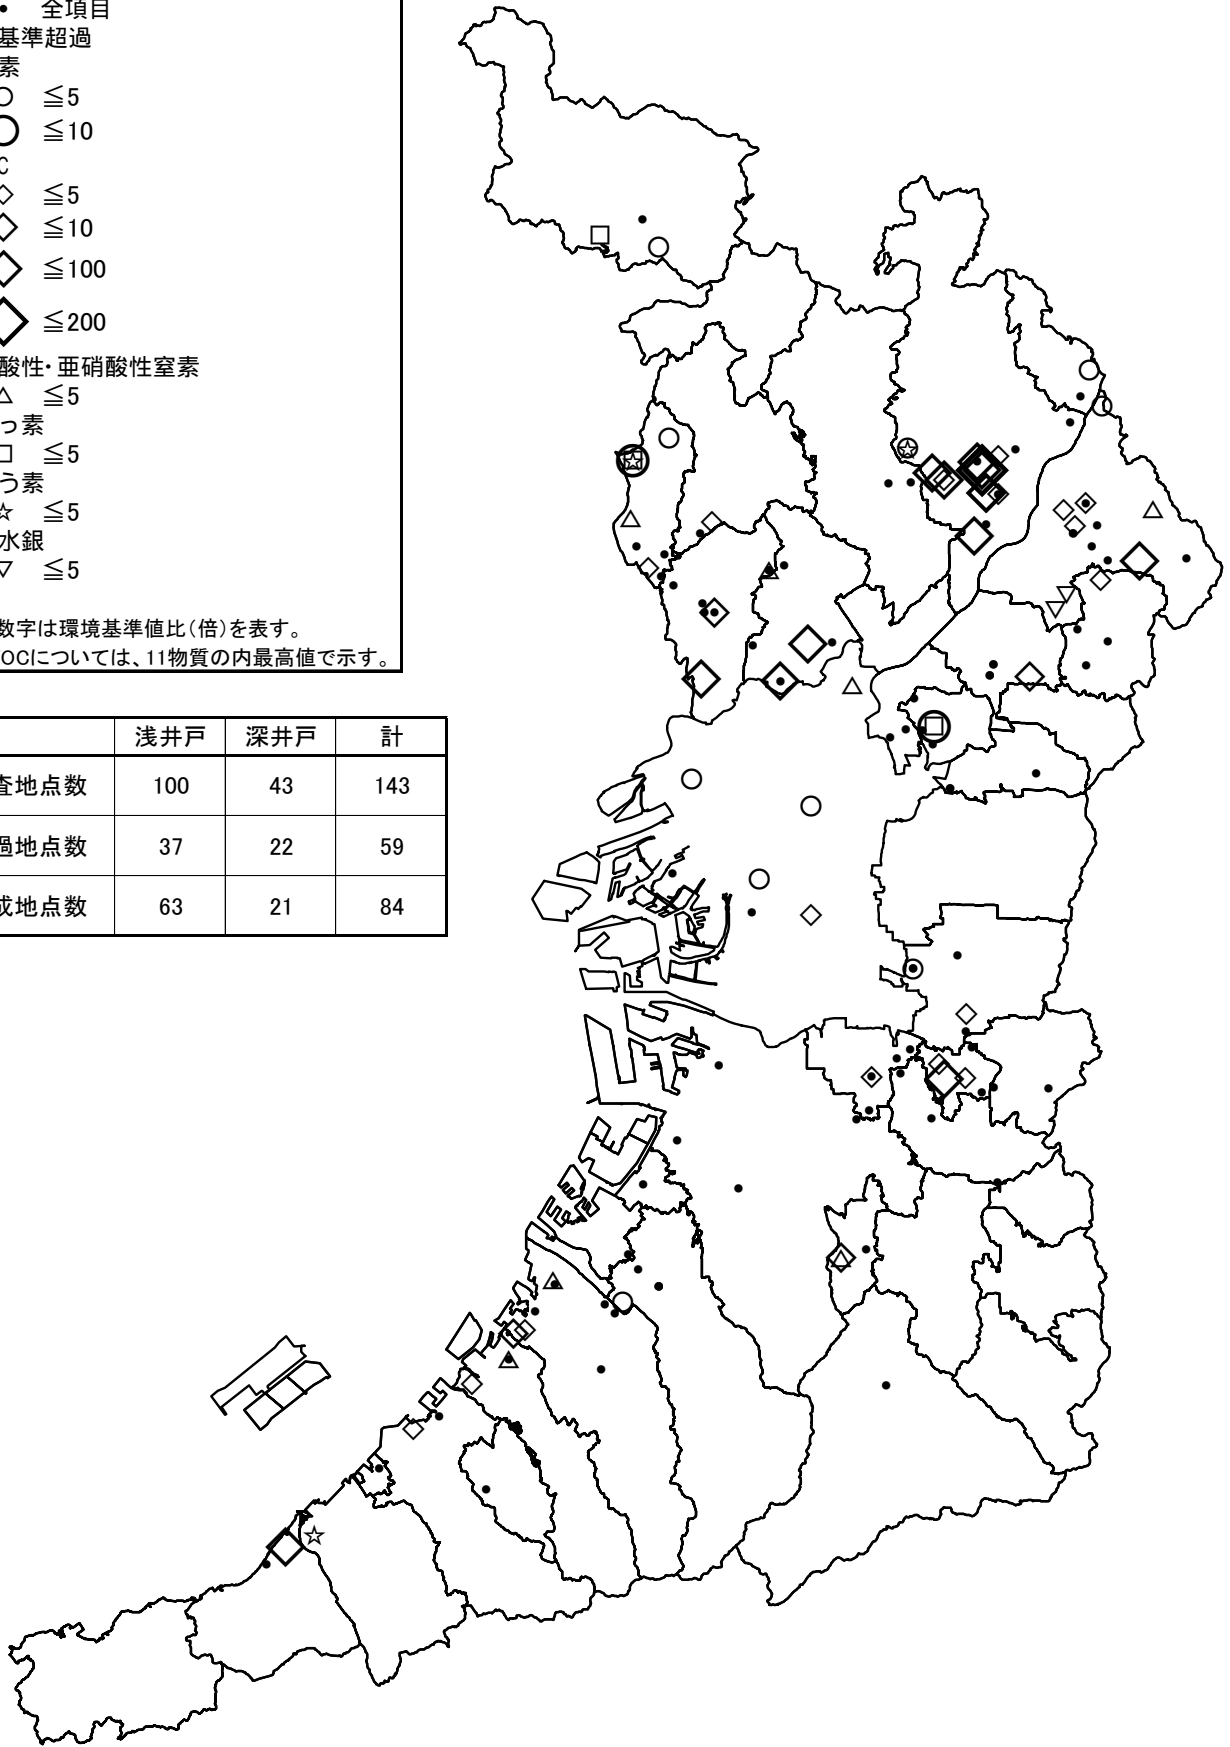 • 全項目
基準超過
素
○ ≦5
○ ≦10
C
◇ ≦5
◇ ≦10
◇ ≦100
◇ ≦200
酸性・亜硝酸性窒素
△ ≦5
っ素
□ ≦5
う素
☆ ≦5
水銀
▽ ≦5
数字は環境基準値比（倍）を表す。
OCについては、11物質の内最高値で示す。
浅井戸 深井戸 計
査地点数 100 43 143
過地点数 37 22 59
成地点数 63 21 84